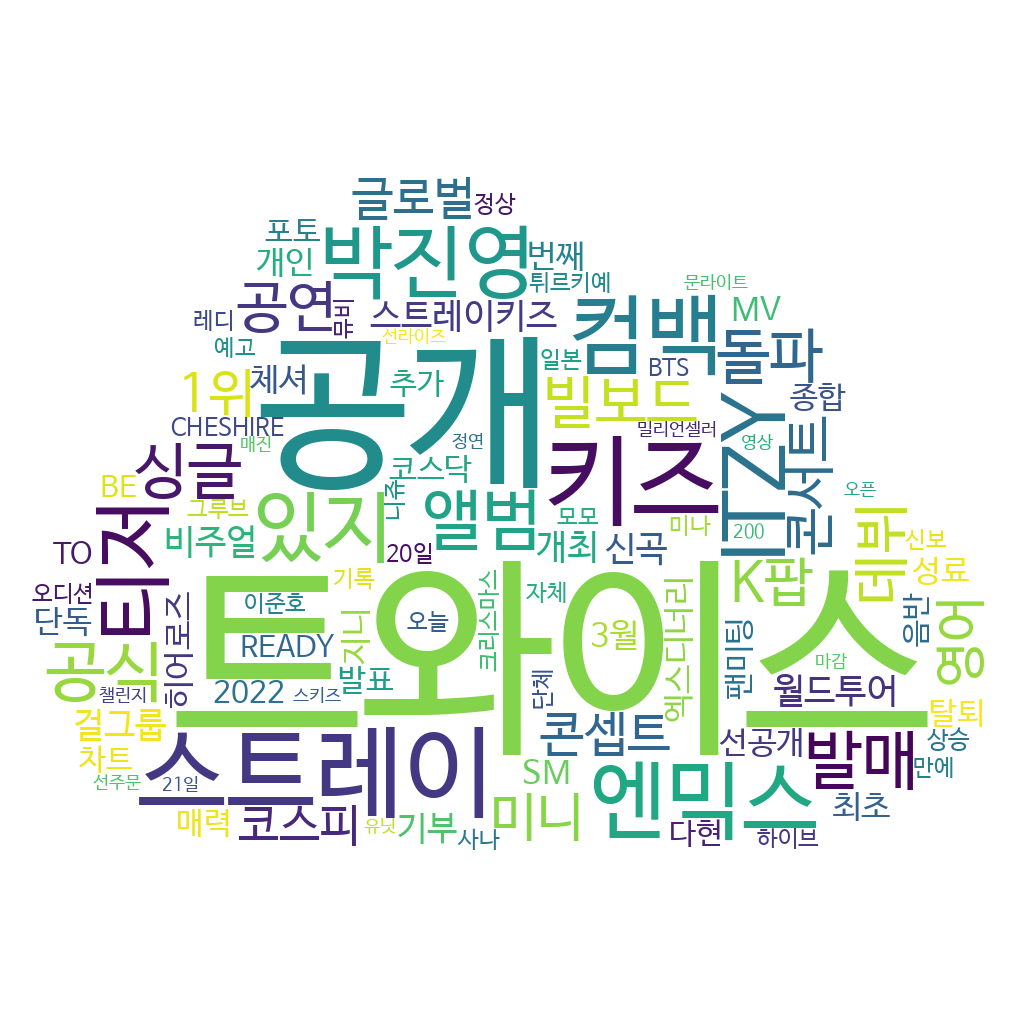 글로벌
정상
포토
박진영
번째
개인
튀르키예
문라이트
공연
뮤비
스트레이키즈
컴백
MV
레디
선라이즈
돌파
예고
공개
일본
BTS
1위
체셔
추가
빌보드
종합
CHESHIRE
밀리언셀러
매진
정연
영상
ITZY
콘서트
싱글
코스닥
키즈
BE
니쥬
오픈
그루브
있지
앨범
모모
미나
200
데뷔
티저
비주얼
20일
개최
신곡
신보
TO
기록
크리스마스
K팝
성료
오디션
이준호
자체
단독
히어로즈
지니
오늘
트와이스
3월
엑스디너리
팬미팅
음반
영어
READY
마감
공식
2022
발표
단체
월드투어
챌린지
스키즈
걸그룹
탈퇴
스트레이
콘셉트
선공개
발매
상승
차트
SM
만에
선주문
21일
엔믹스
매력
코스피
유닛
기부
미니
최초
사나
다현
하이브